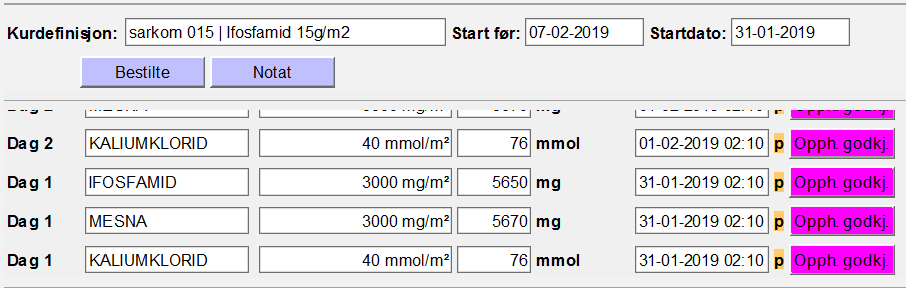 Kurdefinisjon: sarkom 015 | Ifosfamid 15g/m2 Start før: 07-02-2019 Startdato: 31-01-2019
Bestilte Notat
Dag 2 KALIUMKLORID 40 mmol/m² 76 mmol 01-02-2019 02:10 p Opph. godkj.
Dag 1 IFOSFAMID 3000 mg/m² 5650 mg 31-01-2019 02:10 p Opph. godkj.
Dag 1 MESNA 3000 mg/m² 5670 mg 31-01-2019 02:10 p Opph. godkj.
Dag 1 KALIUMKLORID 40 mmol/m² 76 mmol 31-01-2019 02:10 p Opph. godkj.